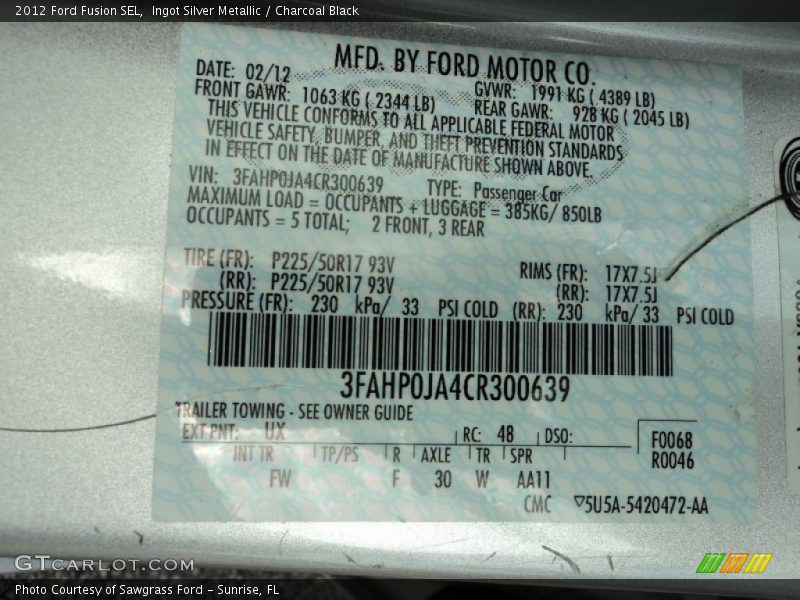 2012 Ford Fusion SEL,  Ingot Silver Metallic / Charcoal Black
MFD. BY FORD MOTOR CO.
DATE: 02/12 GVWR: 1991 KG ( 4389 LB)
FRONT GAWR: 1063 KG ( 2344 LB) REAR GAWR: 928 KG ( 2045 LB)
THIS VEHICLE CONFORMS TO ALL APPLICABLE FEDERAL MOTOR
VEHICLE SAFETY, BUMPER, AND THEFT PREVENTION STANDARDS
IN EFFECT ON THE DATE OF MANUFACTURE SHOWN ABOVE.
VIN: 3FAHP0JA4CR300639 TYPE: Passenger Car
MAXIMUM LOAD = OCCUPANTS + LUGGAGE = 385KG/ 850LB
OCCUPANTS = 5 TOTAL; 2 FRONT, 3 REAR
TIRE (FR): P225/50R17 93V RIMS (FR): 17X7.5J
(RR): P225/50R17 93V (RR): 17X7.5J
PRESSURE (FR): 230 kPa/ 33 PSI COLD (RR): 230 kPa/ 33 PSI COLD
3FAHP0JA4CR300639
TRAILER TOWING - SEE OWNER GUIDE
EXT PNT: UX RC: 48 DSO: F0068
INT TR TP/PS R AXLE TR SPR R0046
FW F 30 W AA11
CMC ▽5U5A-5420472-AA
GTCARLOT.COM
Photo Courtesy of Sawgrass Ford - Sunrise, FL